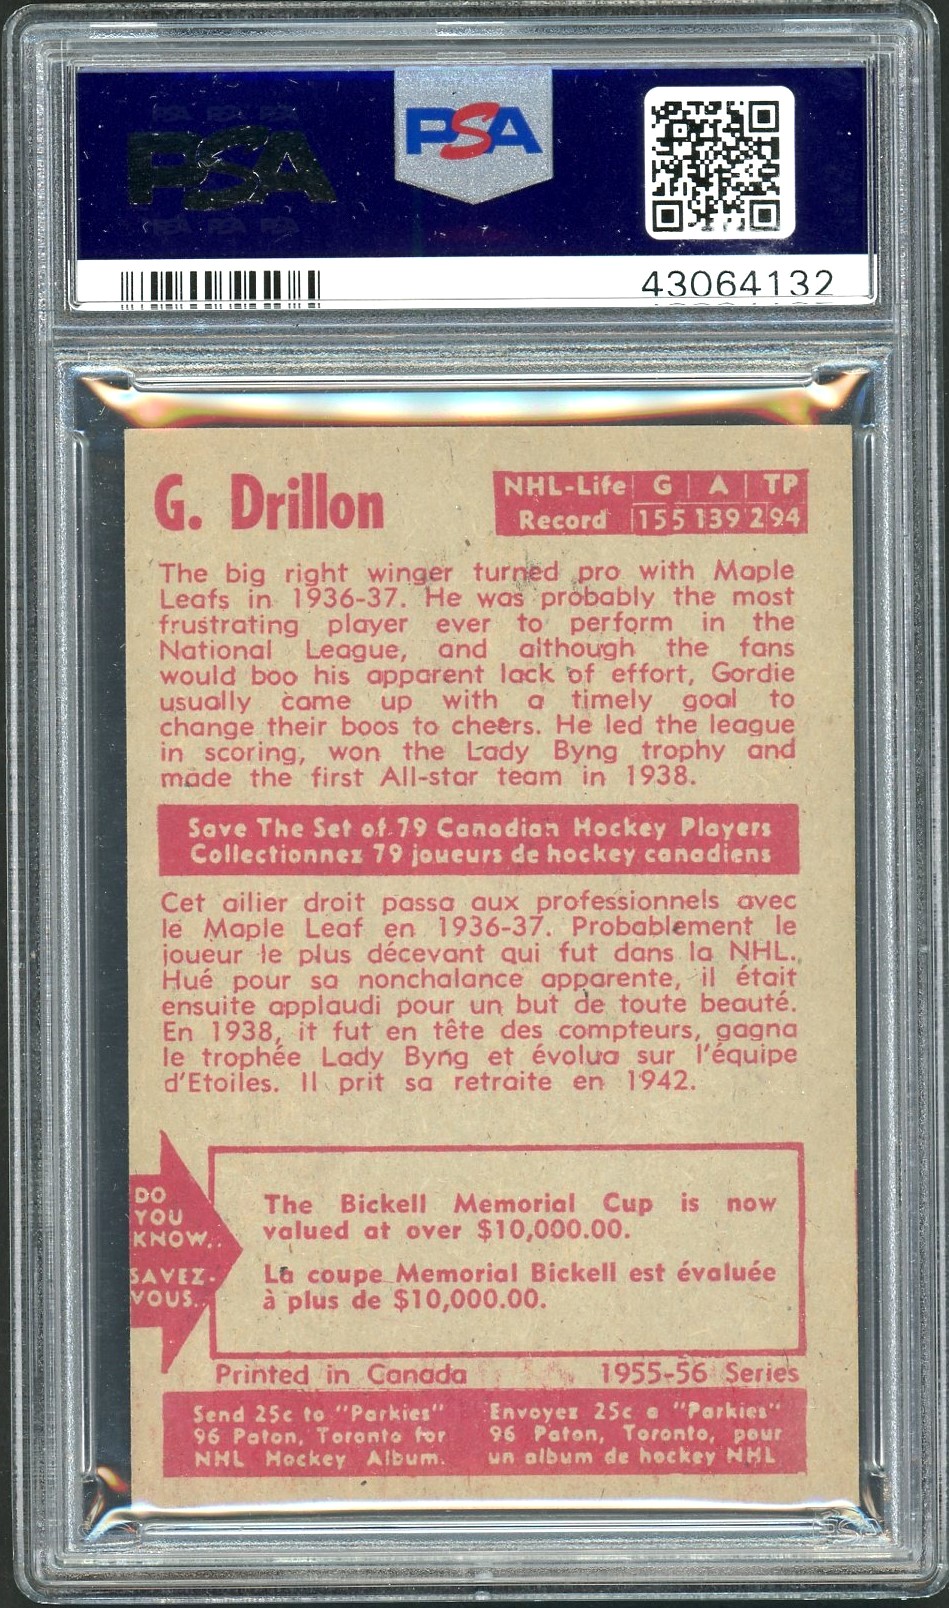 PSA PSA PSA
PSA
PSA PSA PSA
PSA
43064132
G. Drillon
NHL-Life G A TP
Record 155 139 294
The big right winger turned pro with Maple
Leafs in 1936-37. He was probably the most
frustrating player ever to perform in the
National League, and although the fans
would boo his apparent lack of effort, Gordie
usually came up with a timely goal to
change their boos to cheers. He led the league
in scoring, won the Lady Byng trophy and
made the first All-star team in 1938.
Save The Set of 79 Canadian Hockey Players
Collectionnez 79 joueurs de hockey canadiens
Cet ailier droit passa aux professionnels avec
le Maple Leaf en 1936-37. Probablement le
joueur le plus décevant qui fut dans la NHL.
Hué pour sa nonchalance apparente, il était
ensuite applaudi pour un but de toute beauté.
En 1938, it fut en tête des compteurs, gagna
le trophée Lady Byng et évolua sur l'équipe
d'Etoiles. Il prit sa retraite en 1942.
DO
YOU
KNOW..
SAVEZ-
VOUS..
The Bickell Memorial Cup is now
valued at over $10,000.00.
La coupe Memorial Bickell est évaluée
à plus de $10,000.00.
Printed in Canada 1955-56 Series
Send 25c to "Parkies"
96 Paton, Toronto for
NHL Hockey Album.
Envoyez 25c a "Parkies"
96 Paton, Toronto, pour
un album de hockey NHL
PSA